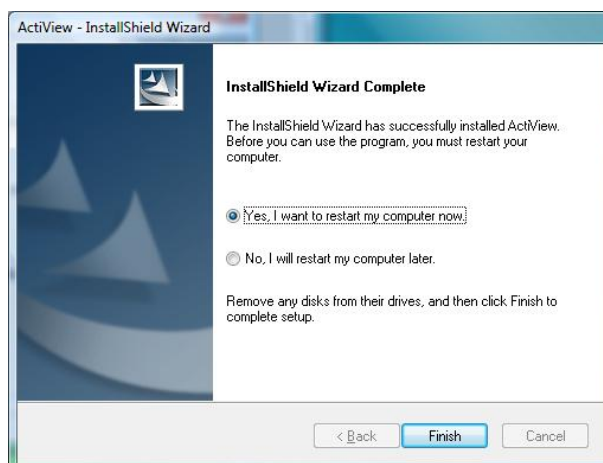 ActiView - InstallShield Wizard
InstallShield Wizard Complete
The InstallShield Wizard has successfully installed ActiView.
Before you can use the program, you must restart your
computer.
Yes, I want to restart my computer now.
No, I will restart my computer later.
Remove any disks from their drives, and then click Finish to
complete setup.
< Back Finish Cancel